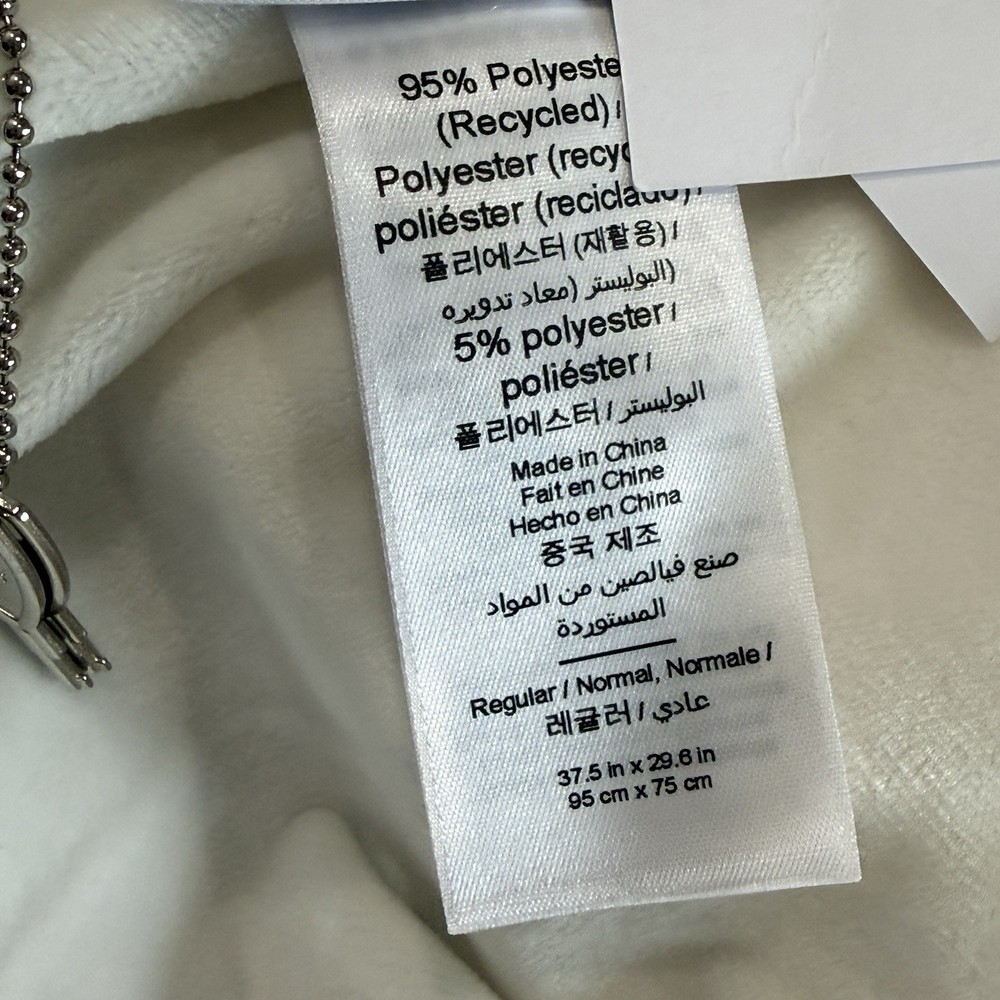 95% Polyeste
(Recycled) /
Polyester (recyc
poliéster (reciclado) /
폴리에스터 (재활용) /
البوليستر (معاد تدويره)
5% polyester /
poliéster /
폴리에스터 / البوليستر
Made in China
Fait en Chine
Hecho en China
중국 제조
صنع فيالصين من المواد
المستوردة
Regular / Normal, Normale /
레귤러 / عادي
37.5 in x 29.6 in
95 cm x 75 cm